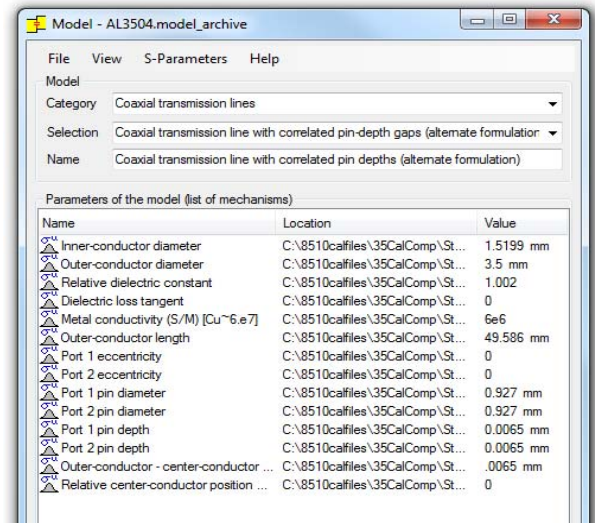 Model - AL3504.model_archive
File View S-Parameters Help
Model
Category Coaxial transmission lines
Selection Coaxial transmission line with correlated pin-depth gaps (alternate formulation
Name Coaxial transmission line with correlated pin depths (alternate formulation)
Parameters of the model (list of mechanisms)
Name Location Value
Inner-conductor diameter C:\8510calfiles\35CalComp\St... 1.5199 mm
Outer-conductor diameter C:\8510calfiles\35CalComp\St... 3.5 mm
Relative dielectric constant C:\8510calfiles\35CalComp\St... 1.002
Dielectric loss tangent C:\8510calfiles\35CalComp\St... 0
Metal conductivity (S/M) [Cu~6.e7] C:\8510calfiles\35CalComp\St... 6e6
Outer-conductor length C:\8510calfiles\35CalComp\St... 49.586 mm
Port 1 eccentricity C:\8510calfiles\35CalComp\St... 0
Port 2 eccentricity C:\8510calfiles\35CalComp\St... 0
Port 1 pin diameter C:\8510calfiles\35CalComp\St... 0.927 mm
Port 2 pin diameter C:\8510calfiles\35CalComp\St... 0.927 mm
Port 1 pin depth C:\8510calfiles\35CalComp\St... 0.0065 mm
Port 2 pin depth C:\8510calfiles\35CalComp\St... 0.0065 mm
Outer-conductor - center-conductor ... C:\8510calfiles\35CalComp\St... .0065 mm
Relative center-conductor position ... C:\8510calfiles\35CalComp\St... 0